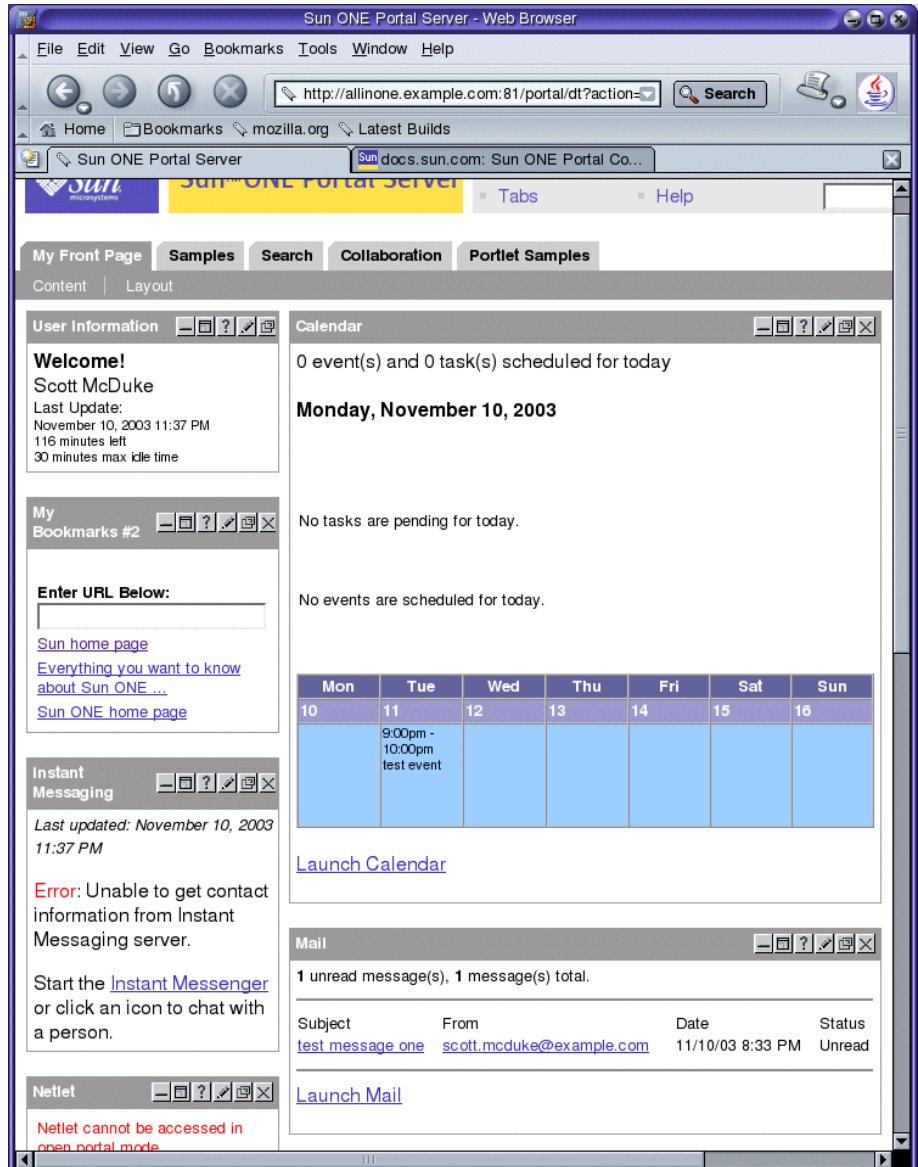 Sun ONE Portal Server - Web Browser
File Edit View Go Bookmarks Tools Window Help
http://allinone.example.com:81/portal/dt?action=
Search
Home Bookmarks mozilla.org Latest Builds
Sun ONE Portal Server
Sun docs.sun.com: Sun ONE Portal Co...
Sun
microsystems
Sun™ ONE Portal Server
Tabs
Help
My Front Page Samples Search Collaboration Portlet Samples
Content Layout
User Information
Welcome!
Scott McDuke
Last Update:
November 10, 2003 11:37 PM
116 minutes left
30 minutes max idle time
My
Bookmarks #2
Enter URL Below:
Sun home page
Everything you want to know
about Sun ONE ...
Sun ONE home page
Instant
Messaging
Last updated: November 10, 2003
11:37 PM
Error: Unable to get contact
information from Instant
Messaging server.
Start the Instant Messenger
or click an icon to chat with
a person.
Netlet
Netlet cannot be accessed in
open portal mode
Calendar
0 event(s) and 0 task(s) scheduled for today
Monday, November 10, 2003
No tasks are pending for today.
No events are scheduled for today.
Mon Tue Wed Thu Fri Sat Sun
10 11 12 13 14 15 16
9:00pm -
10:00pm
test event
Launch Calendar
Mail
1 unread message(s), 1 message(s) total.
Subject From Date Status
test message one scott.mcduke@example.com 11/10/03 8:33 PM Unread
Launch Mail